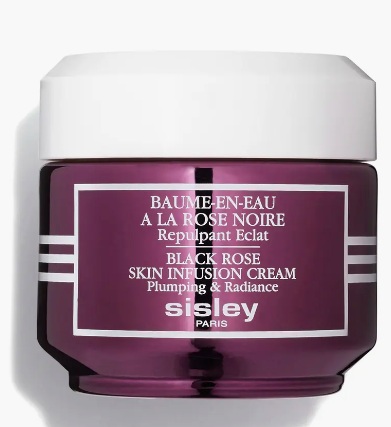 BAUME-EN-EAU
A LA ROSE NOIRE
Repulpant Eclat
BLACK ROSE
SKIN INFUSION CREAM
Plumping & Radiance
sisley
PARIS